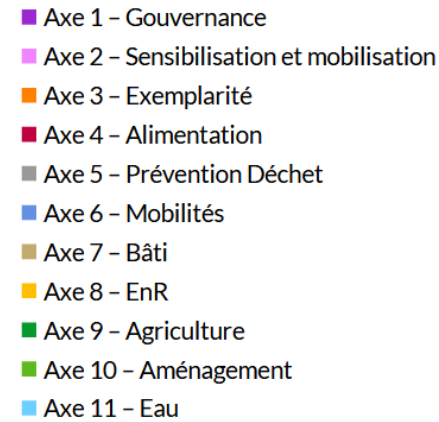 Axe 1 – Gouvernance
Axe 2 – Sensibilisation et mobilisation
Axe 3 – Exemplarité
Axe 4 – Alimentation
Axe 5 – Prévention Déchet
Axe 6 – Mobilités
Axe 7 – Bâti
Axe 8 – EnR
Axe 9 – Agriculture
Axe 10 – Aménagement
Axe 11 – Eau